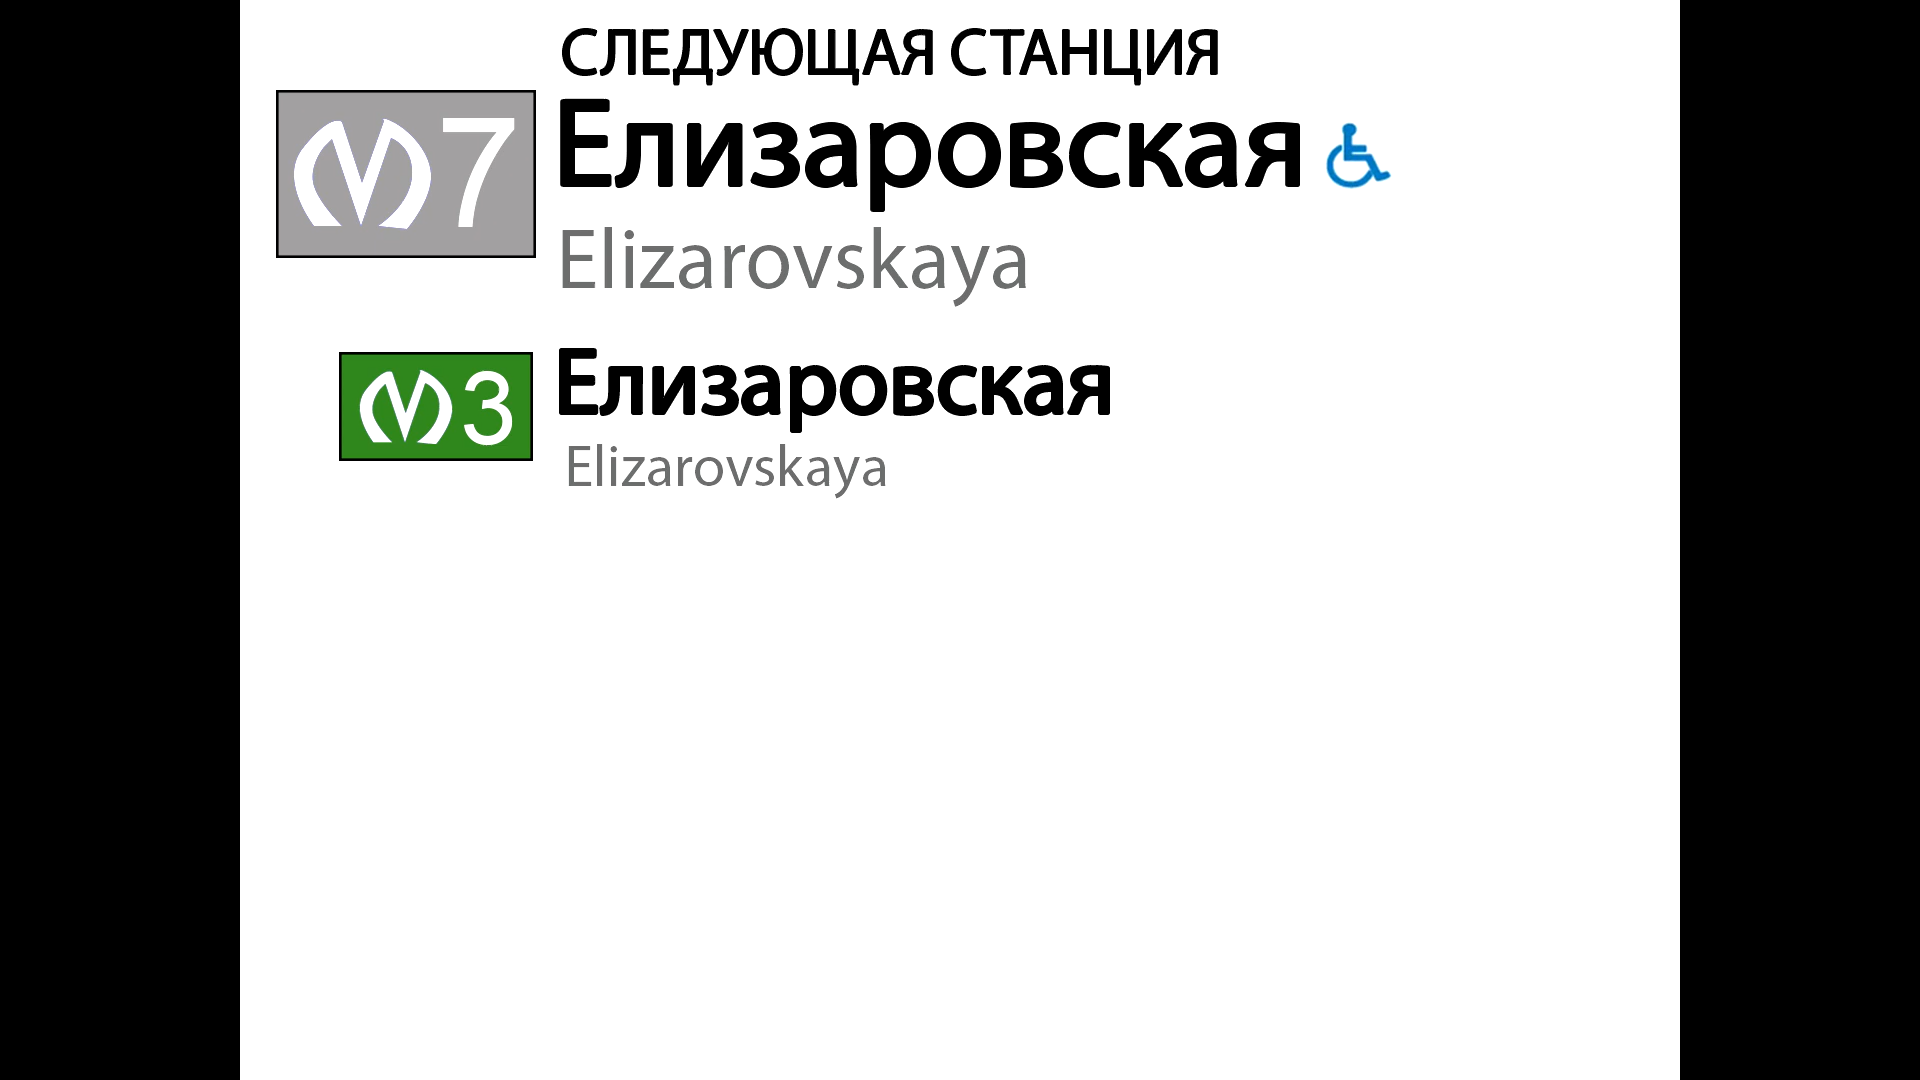 СЛЕДУЮЩАЯ СТАНЦИЯ
7 Елизаровская
Elizarovskaya
3 Елизаровская
Elizarovskaya